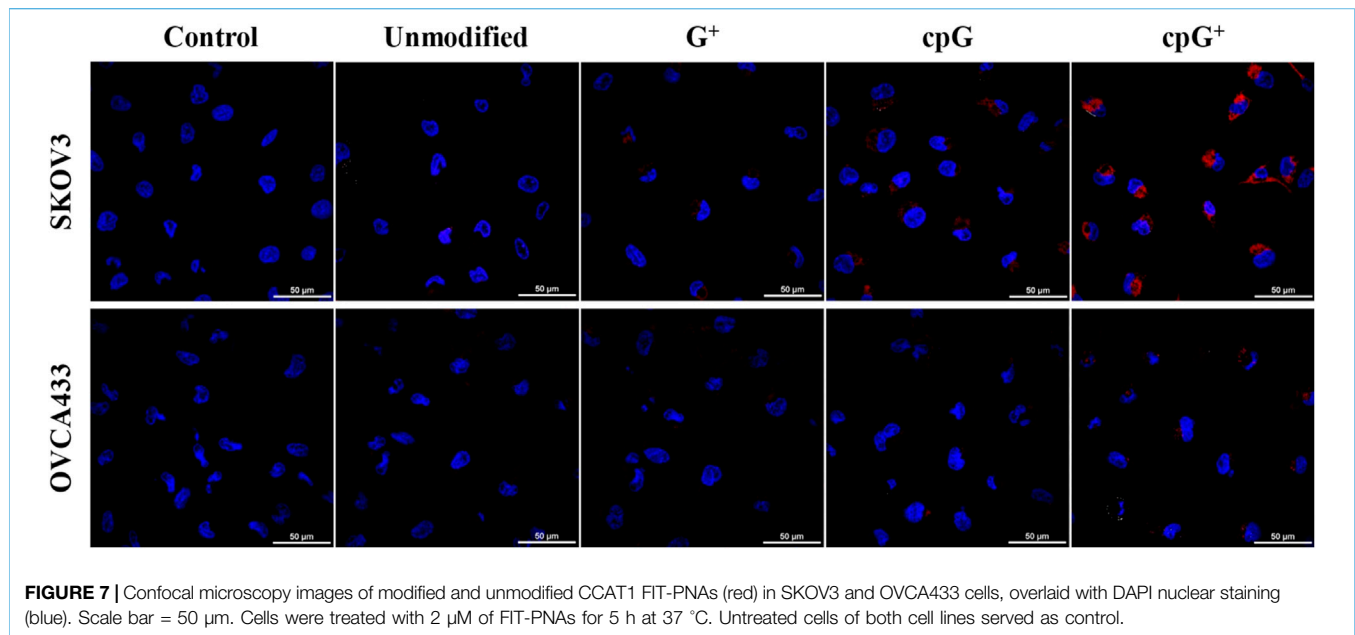 Control Unmodified G⁺ cpG cpG⁺
SKOV3
50 µm 50 µm 50 µm 50 µm 50 µm
OVCA433
50 µm 50 µm 50 µm 50 µm 50 µm
FIGURE 7 | Confocal microscopy images of modified and unmodified CCAT1 FIT-PNAs (red) in SKOV3 and OVCA433 cells, overlaid with DAPI nuclear staining
(blue). Scale bar = 50 µm. Cells were treated with 2 µM of FIT-PNAs for 5 h at 37 °C. Untreated cells of both cell lines served as control.